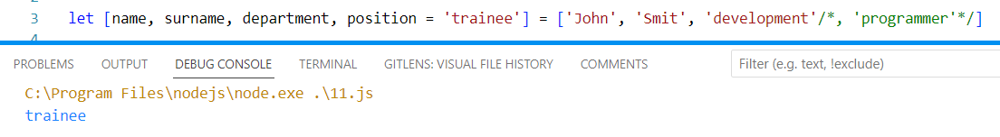 3 let [name, surname, department, position = 'trainee'] = ['John', 'Smit', 'development'/*, 'programmer'*/]
PROBLEMS OUTPUT DEBUG CONSOLE TERMINAL GITLENS: VISUAL FILE HISTORY COMMENTS Filter (e.g. text, !exclude)
C:\Program Files\nodejs\node.exe .\11.js
trainee